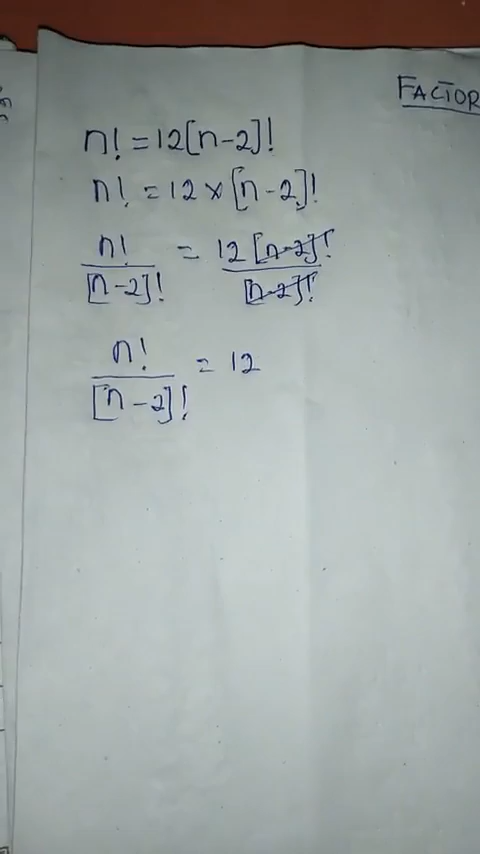 FACTOR
n! = 12[n-2]!
n! = 12 × [n-2]!
n!/[n-2]! = 12[n-2]!/[n-2]!
n!/[n-2]! = 12